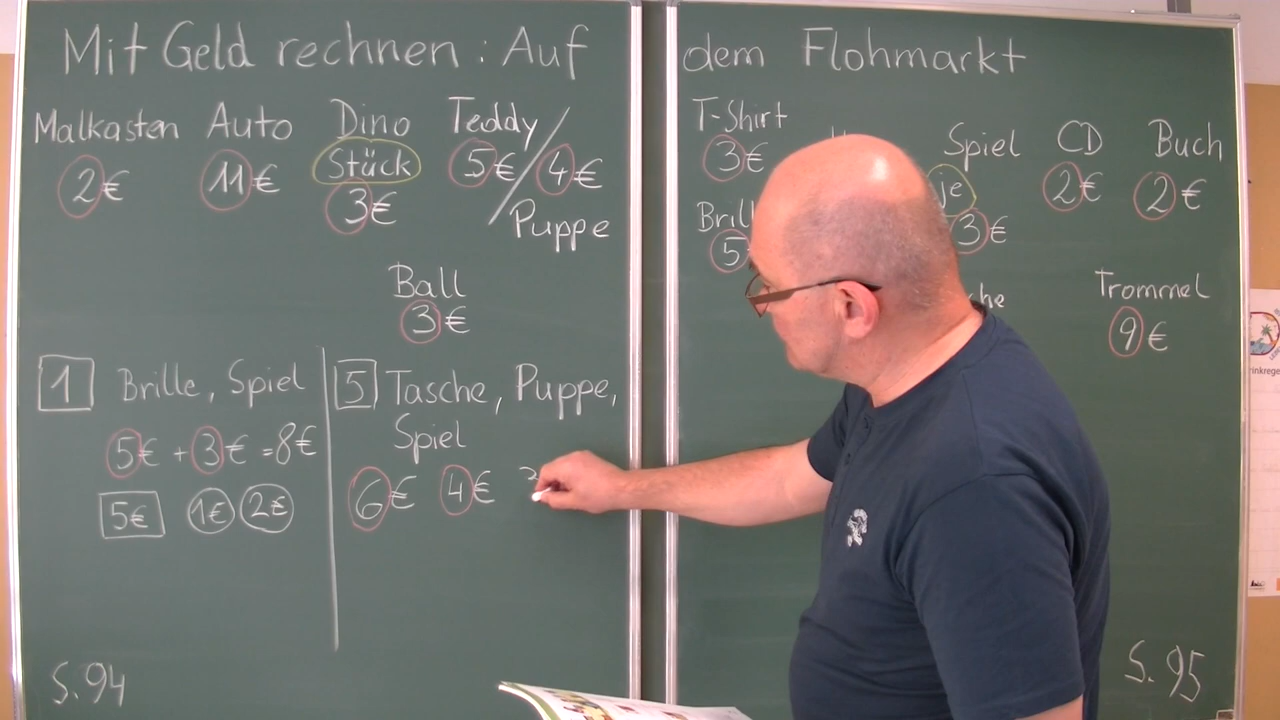 Mit Geld rechnen: Auf dem Flohmarkt
Malkasten
2€
Auto
11€
Dino
Stück
3€
Teddy/
5€/4€
Puppe
Ball
3€
T-Shirt
3€
5
Spiel
je
3€
CD
2€
Buch
2€
Trommel
9€
1 Brille, Spiel
5€ + 3€ = 8€
5€ 1€ 2€
5 Tasche, Puppe,
Spiel
6€ 4€
S. 94
S. 95